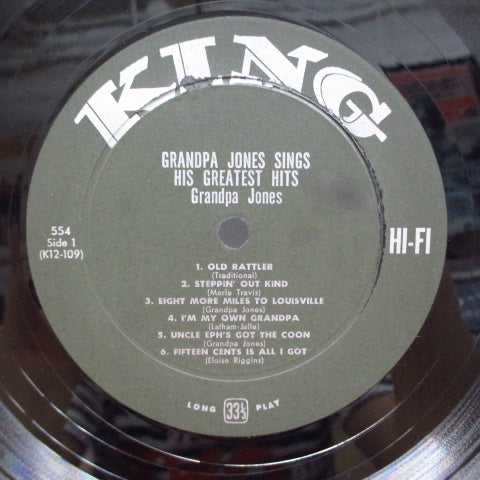 KING
GRANDPA JONES SINGS
HIS GREATEST HITS
Grandpa Jones
554
Side 1
(K12-109)
HI-FI
1. OLD RATTLER
(Traditional)
2. STEPPIN' OUT KIND
(Merle Travis)
3. EIGHT MORE MILES TO LOUISVILLE
(Grandpa Jones)
4. I'M MY OWN GRANDPA
(Latham-Jaffe)
5. UNCLE EPH'S GOT THE COON
(Grandpa Jones)
6. FIFTEEN CENTS IS ALL I GOT
(Eloise Riggins)
LONG 33⅓ PLAY